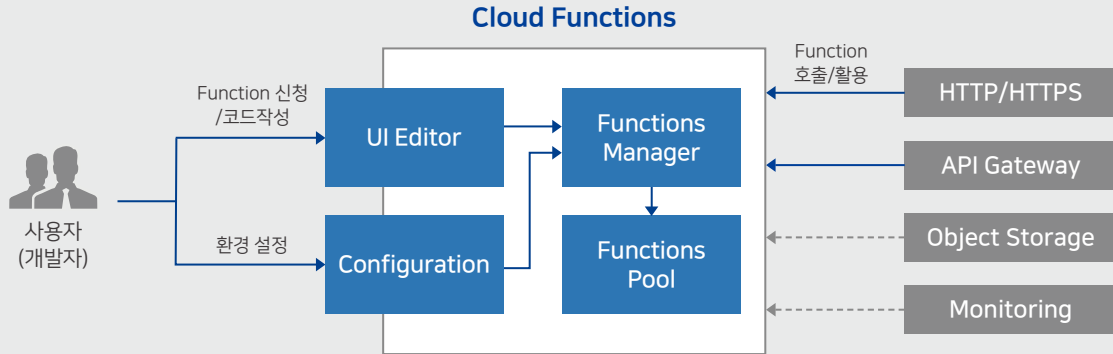 Cloud Functions
Function 신청
/코드작성
UI Editor
Functions
Manager
Function
호출/활용
HTTP/HTTPS
API Gateway
사용자
(개발자)
환경 설정
Configuration
Functions
Pool
Object Storage
Monitoring